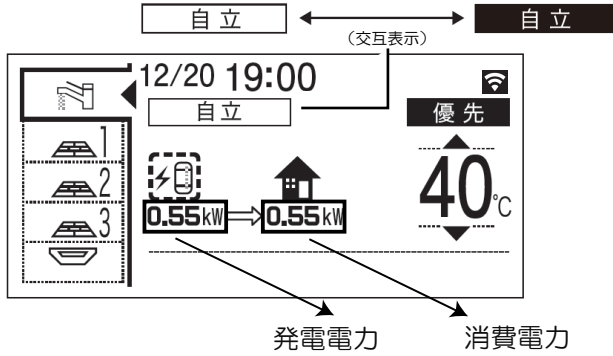 自立 自立
(交互表示)
12/20 19:00
自立
優先
1
2
3
40℃
0.55kW 0.55kW
発電電力 消費電力